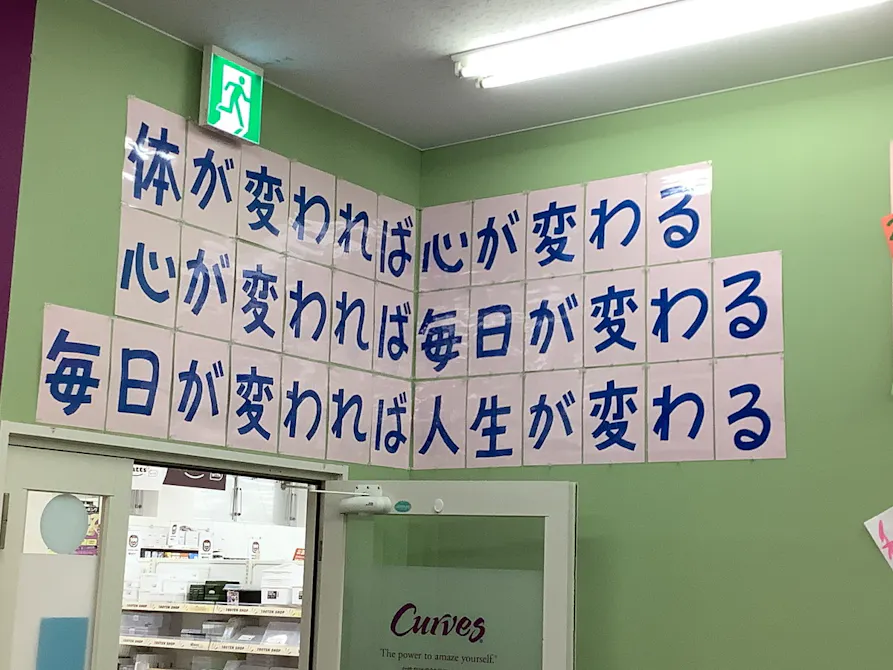 体が変われば心が変わる
心が変われば毎日が変わる
毎日が変われば人生が変わる
Curves
The power to amaze yourself.®